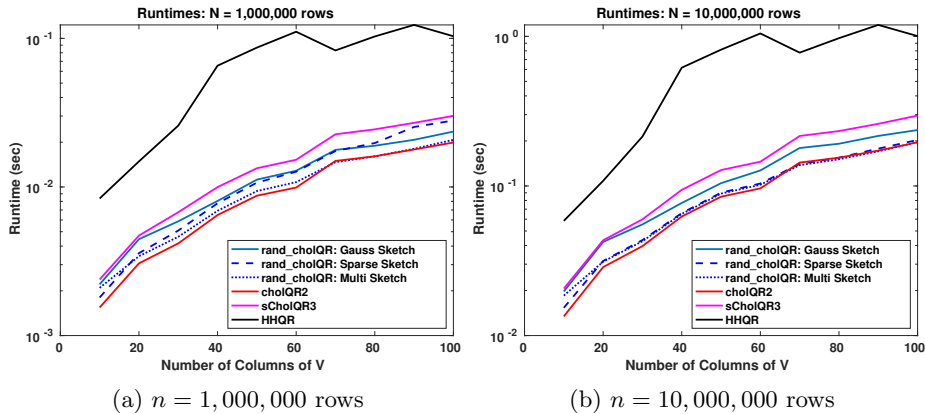 Runtimes: N = 1,000,000 rows
10^-1
10^-2
10^-3
Runtime (sec)
0 20 40 60 80 100
Number of Columns of V
rand_cholQR: Gauss Sketch
rand_cholQR: Sparse Sketch
rand_cholQR: Multi Sketch
cholQR2
sCholQR3
HHQR
(a) n = 1,000,000 rows
Runtimes: N = 10,000,000 rows
10^0
10^-1
10^-2
Runtime (sec)
0 20 40 60 80 100
Number of Columns of V
rand_cholQR: Gauss Sketch
rand_cholQR: Sparse Sketch
rand_cholQR: Multi Sketch
cholQR2
sCholQR3
HHQR
(b) n = 10,000,000 rows